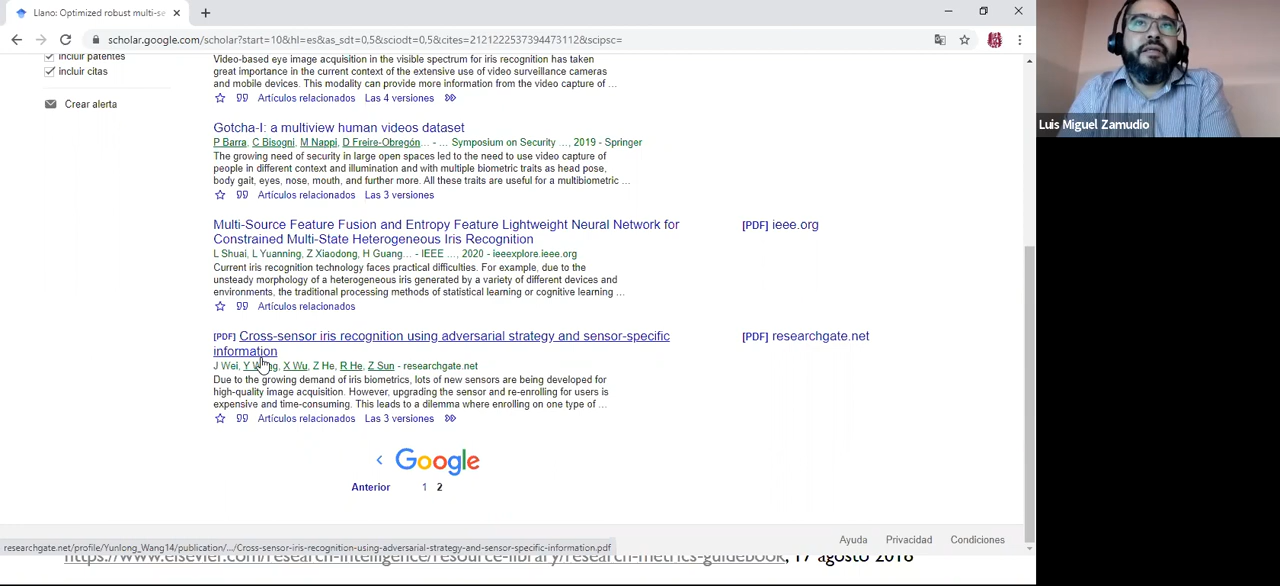 Llano: Optimized robust multi-se
scholar.google.com/scholar?start=10&hl=es&as_sdt=0,5&sciodt=0,5&cites=2121222537394473112&scipsc=
incluir patentes
incluir citas
Crear alerta
Video-based eye image acquisition in the visible spectrum for iris recognition has taken
great importance in the current context of the extensive use of video surveillance cameras
and mobile devices. This modality can provide more information from the video capture of ...
Artículos relacionados Las 4 versiones
Gotcha-I: a multiview human videos dataset
P Barra, C Bisogni, M Nappi, D Freire-Obregón... - ... Symposium on Security ..., 2019 - Springer
The growing need of security in large open spaces led to the need to use video capture of
people in different context and illumination and with multiple biometric traits as head pose,
body gait, eyes, nose, mouth, and further more. All these traits are useful for a multibiometric ...
Artículos relacionados Las 3 versiones
Multi-Source Feature Fusion and Entropy Feature Lightweight Neural Network for
Constrained Multi-State Heterogeneous Iris Recognition
[PDF] ieee.org
L Shuai, L Yuanning, Z Xiaodong, H Guang... - IEEE ..., 2020 - ieeexplore.ieee.org
Current iris recognition technology faces practical difficulties. For example, due to the
unsteady morphology of a heterogeneous iris generated by a variety of different devices and
environments, the traditional processing methods of statistical learning or cognitive learning ...
Artículos relacionados
[PDF] Cross-sensor iris recognition using adversarial strategy and sensor-specific
information
[PDF] researchgate.net
J Wei, Y Wang, X Wu, Z He, R He, Z Sun - researchgate.net
Due to the growing demand of iris biometrics, lots of new sensors are being developed for
high-quality image acquisition. However, upgrading the sensor and re-enrolling for users is
expensive and time-consuming. This leads to a dilemma where enrolling on one type of ...
Artículos relacionados Las 3 versiones
Google
Anterior 1 2
Ayuda Privacidad Condiciones
researchgate.net/profile/Yunlong_Wang14/publication/.../Cross-sensor-iris-recognition-using-adversarial-strategy-and-sensor-specific-information.pdf
https://www.elsevier.com/research-intelligence/resource-library/research-metrics-guidebook, 17 agosto 2018
Luis Miguel Zamudio